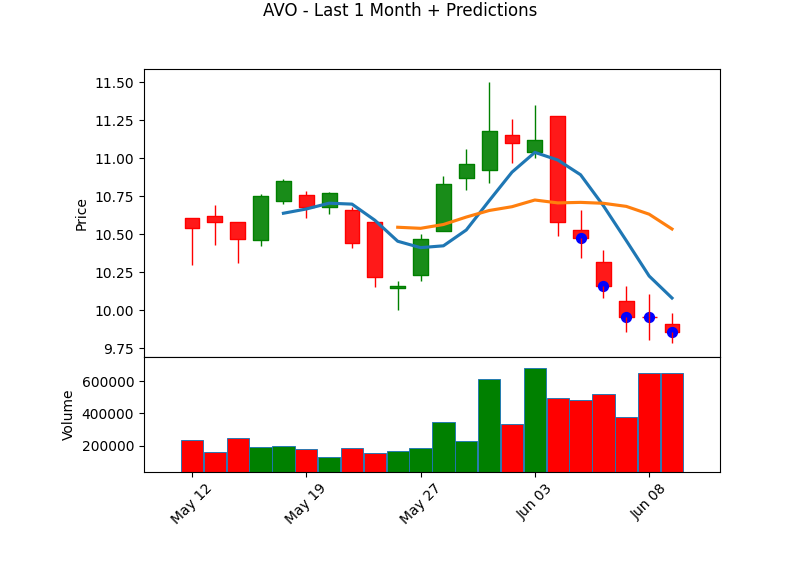 AVO - Last 1 Month + Predictions
11.50
11.25
11.00
10.75
10.50
10.25
10.00
9.75
Price
600000
400000
200000
Volume
May 12
May 19
May 27
Jun 03
Jun 08